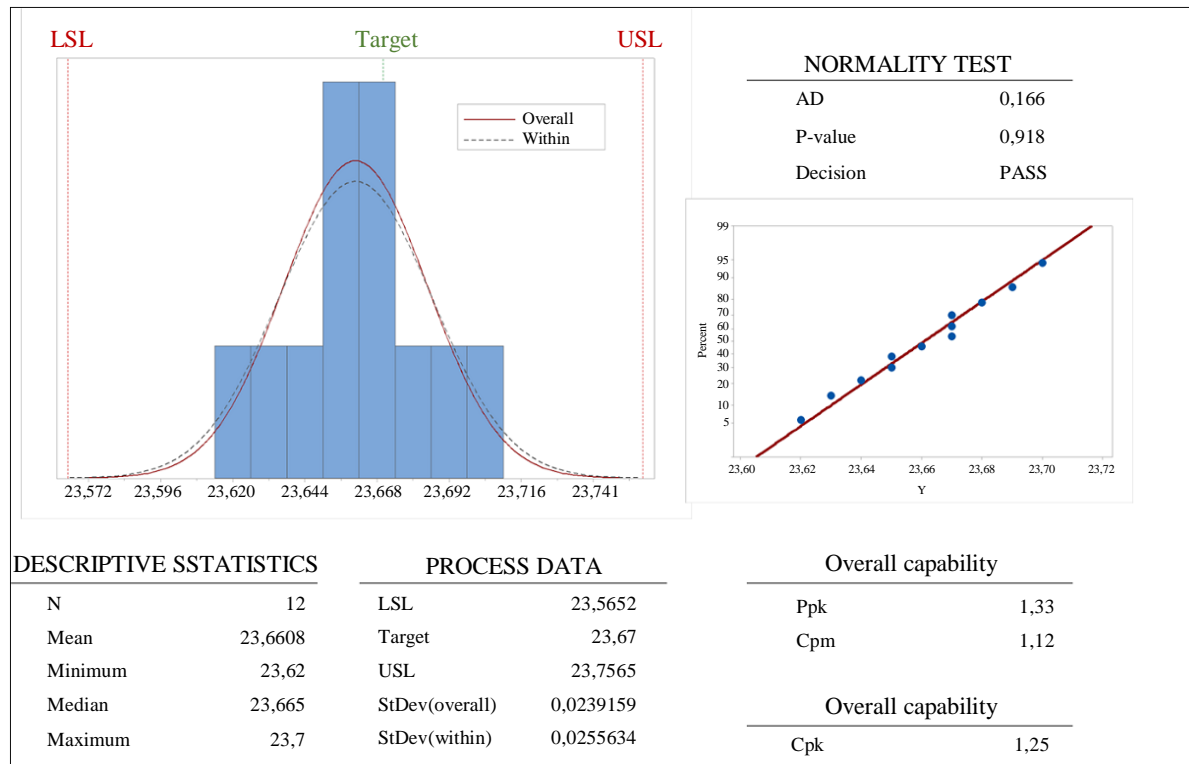 LSL Target USL
Overall
Within
23,572 23,596 23,620 23,644 23,668 23,692 23,716 23,741
NORMALITY TEST
AD 0,166
P-value 0,918
Decision PASS
99
95
90
80
70
60
50
40
30
20
10
5
Percent
23,60 23,62 23,64 23,66 23,68 23,70 23,72
Y
DESCRIPTIVE SSTATISTICS
N 12
Mean 23,6608
Minimum 23,62
Median 23,665
Maximum 23,7
PROCESS DATA
LSL 23,5652
Target 23,67
USL 23,7565
StDev(overall) 0,0239159
StDev(within) 0,0255634
Overall capability
Ppk 1,33
Cpm 1,12
Overall capability
Cpk 1,25